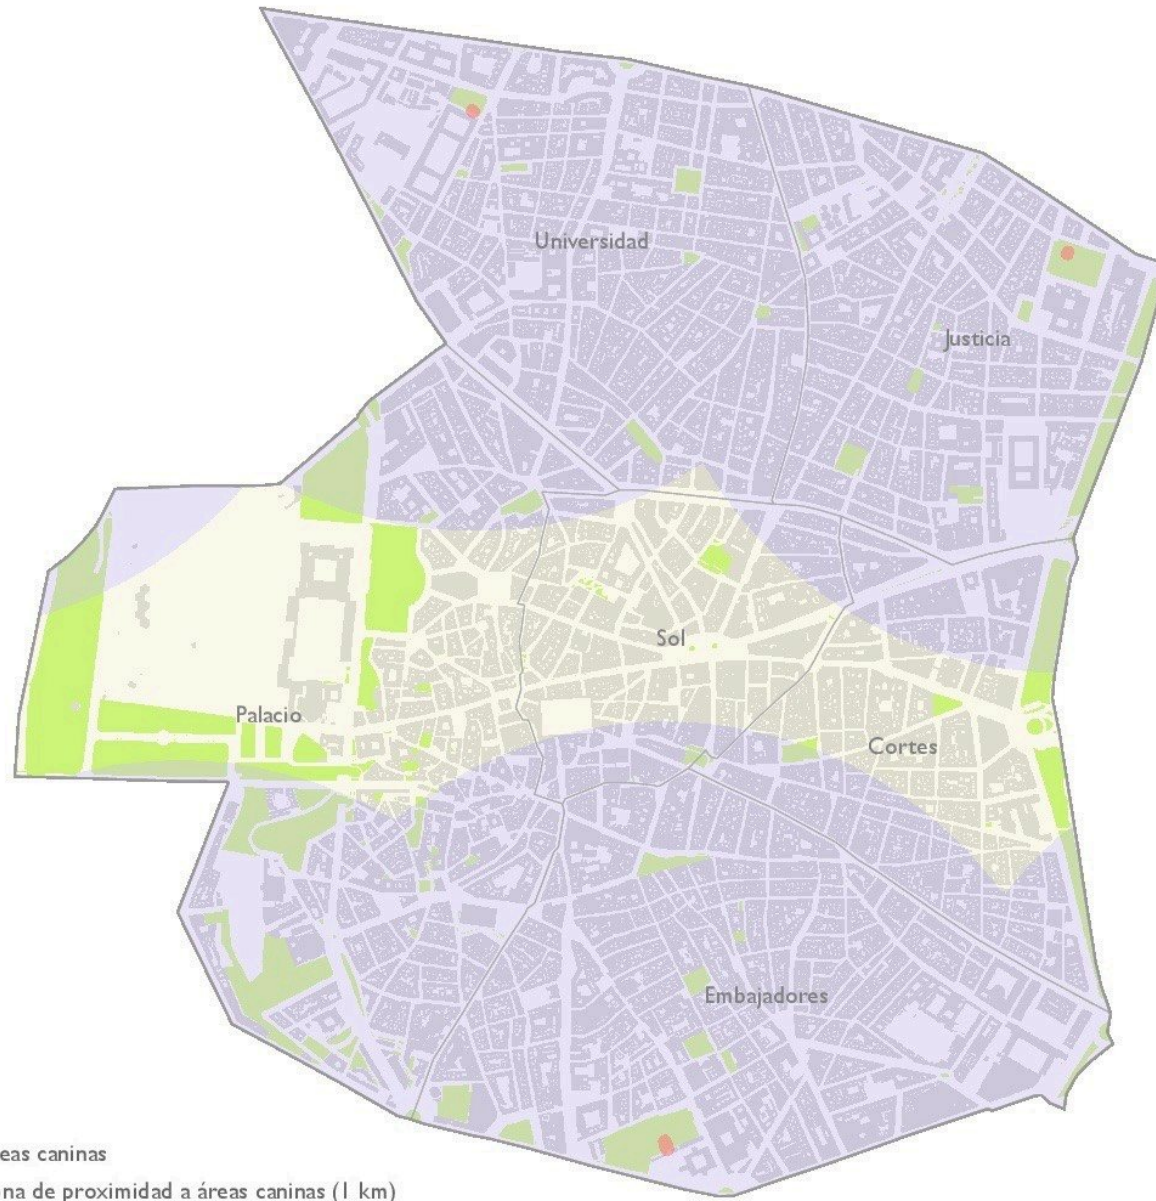 Universidad
Justicia
Sol
Palacio
Cortes
Embajadores
eas caninas
na de proximidad a áreas caninas (1 km)